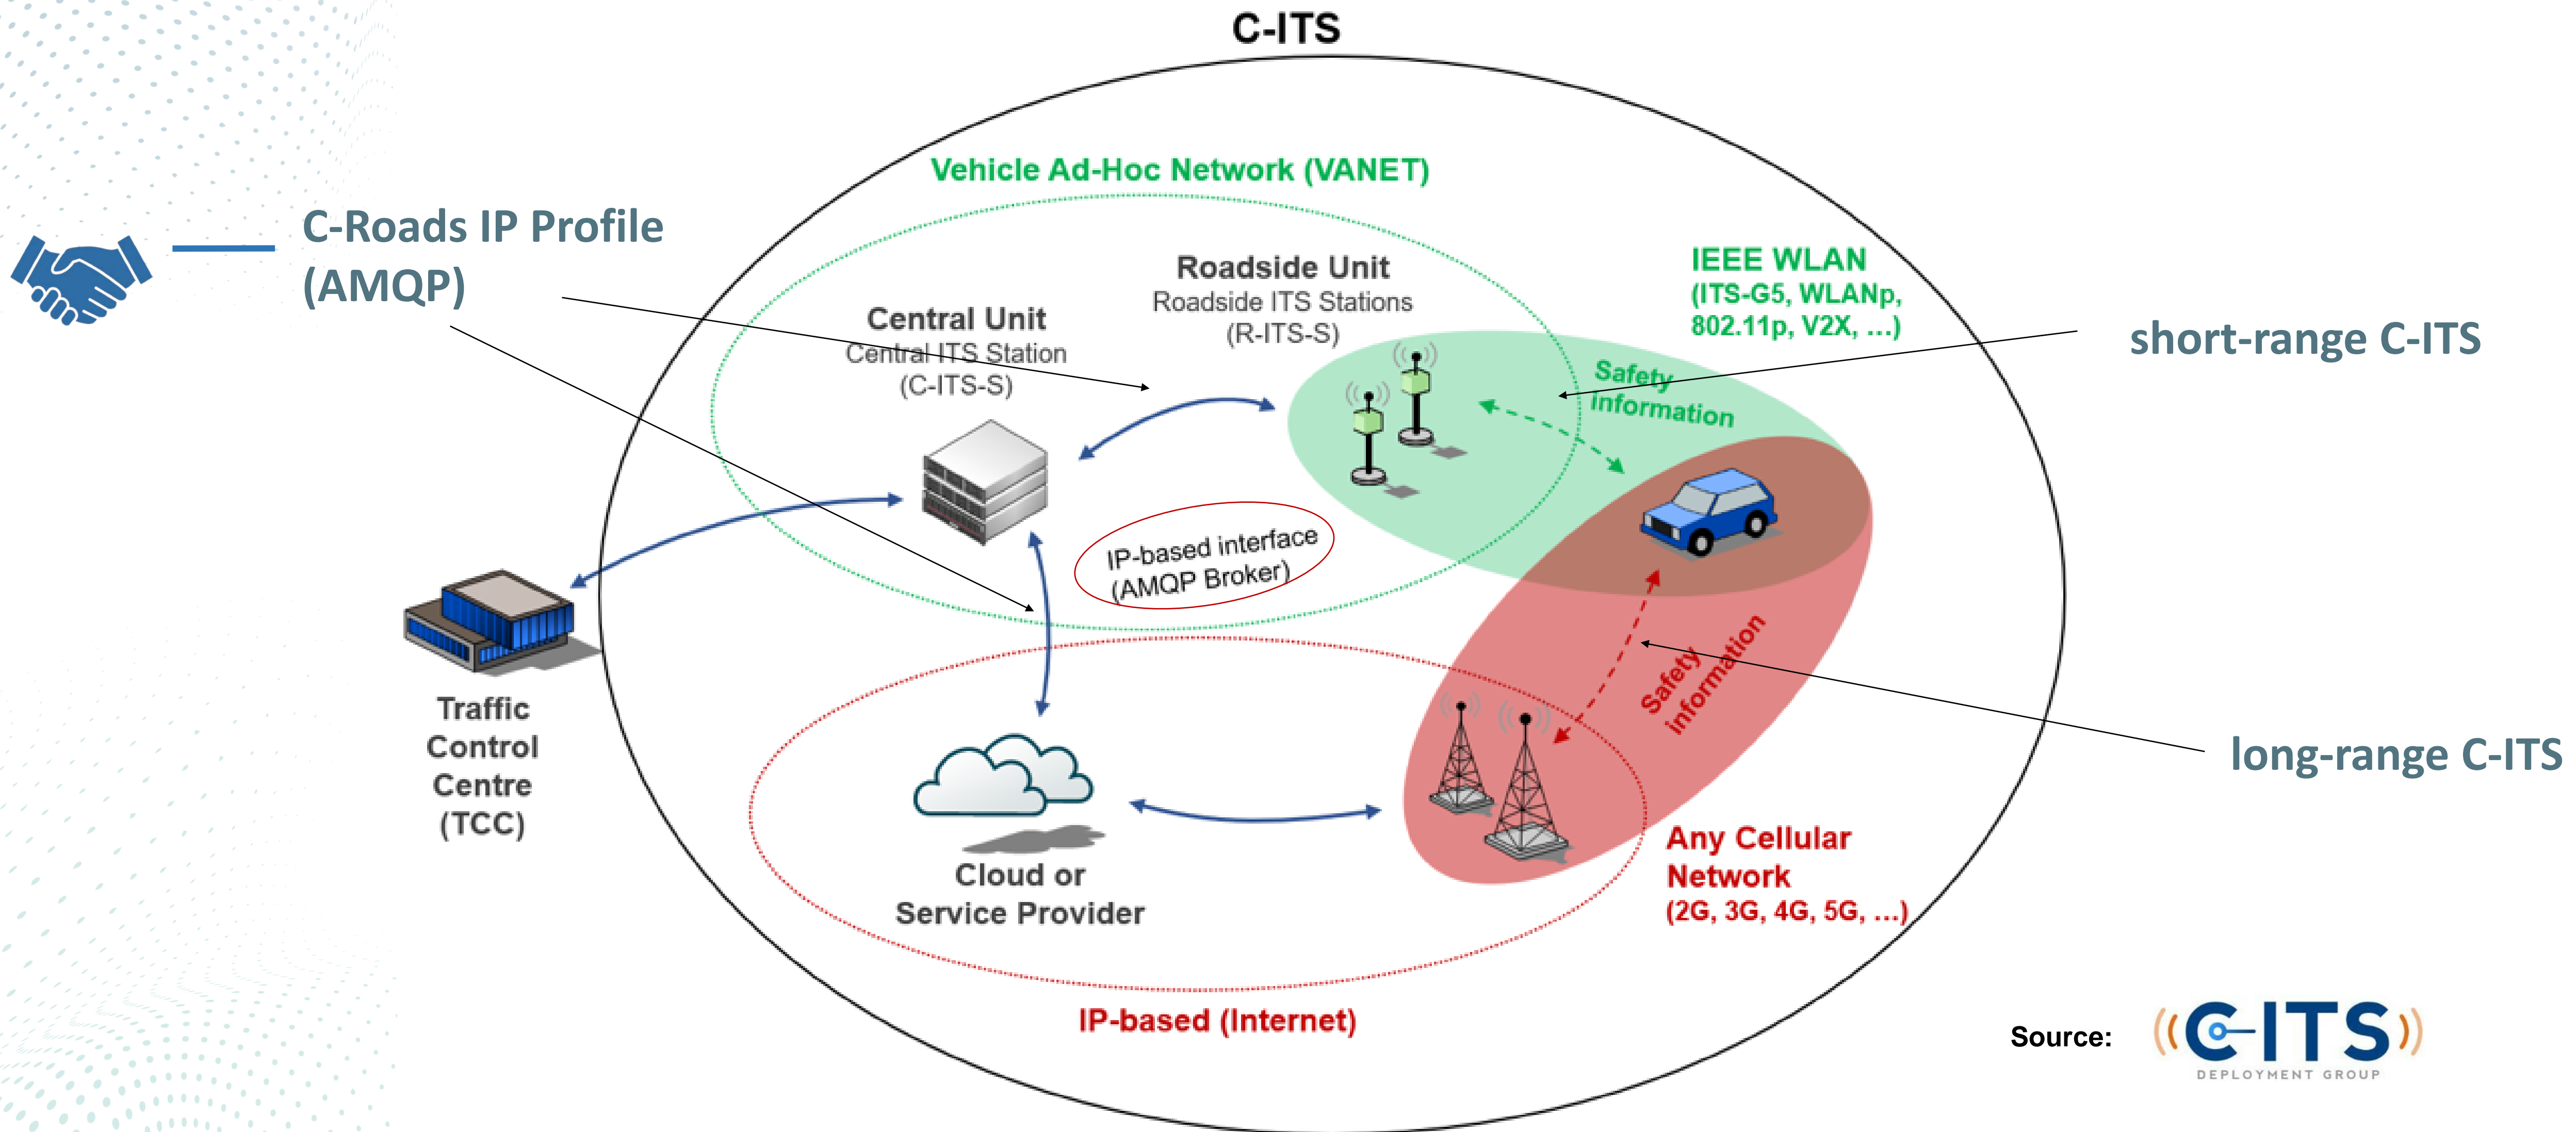 C-ITS
Vehicle Ad-Hoc Network (VANET)
C-Roads IP Profile
(AMQP)
Roadside Unit
Roadside ITS Stations
(R-ITS-S)
IEEE WLAN
(ITS-G5, WLANp,
802.11p, V2X, ...)
Central Unit
Central ITS Station
(C-ITS-S)
short-range C-ITS
Safety
information
IP-based interface
(AMQP Broker)
Safety
information
Traffic
Control
Centre
(TCC)
long-range C-ITS
Cloud or
Service Provider
Any Cellular
Network
(2G, 3G, 4G, 5G, ...)
IP-based (Internet)
Source:
C-ITS
DEPLOYMENT GROUP